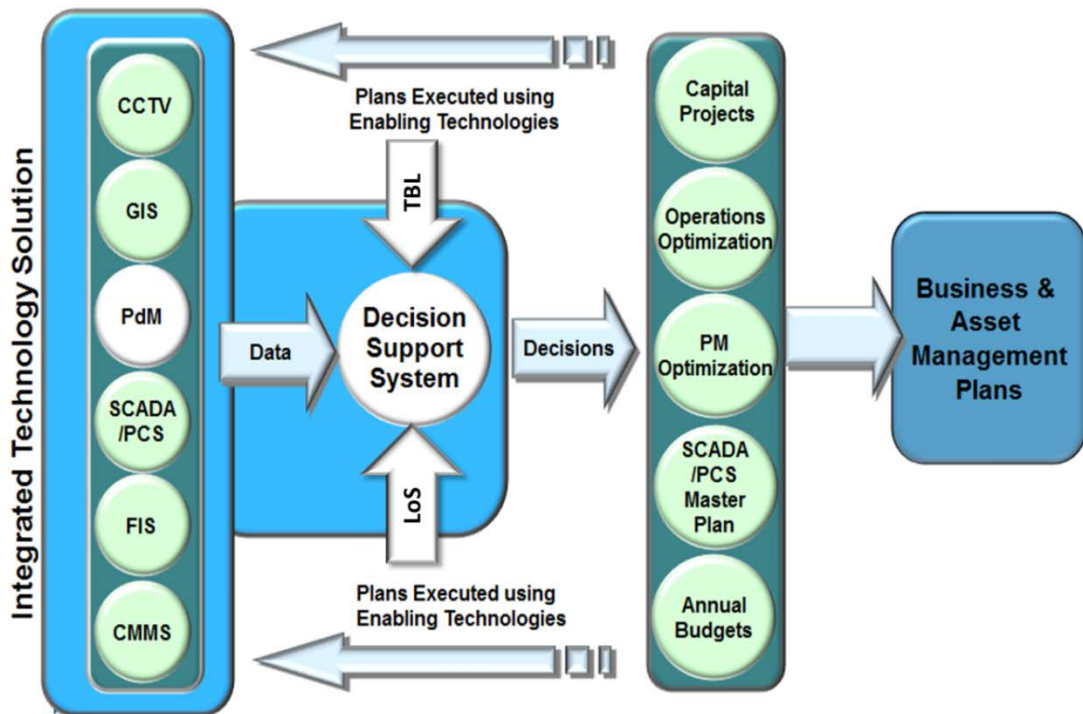 Integrated Technology Solution
CCTV
GIS
PdM
SCADA
/PCS
FIS
CMMS
Plans Executed using
Enabling Technologies
TBL
Data
Decision
Support
System
LoS
Plans Executed using
Enabling Technologies
Decisions
Capital
Projects
Operations
Optimization
PM
Optimization
SCADA
/PCS
Master
Plan
Annual
Budgets
Business &
Asset
Management
Plans